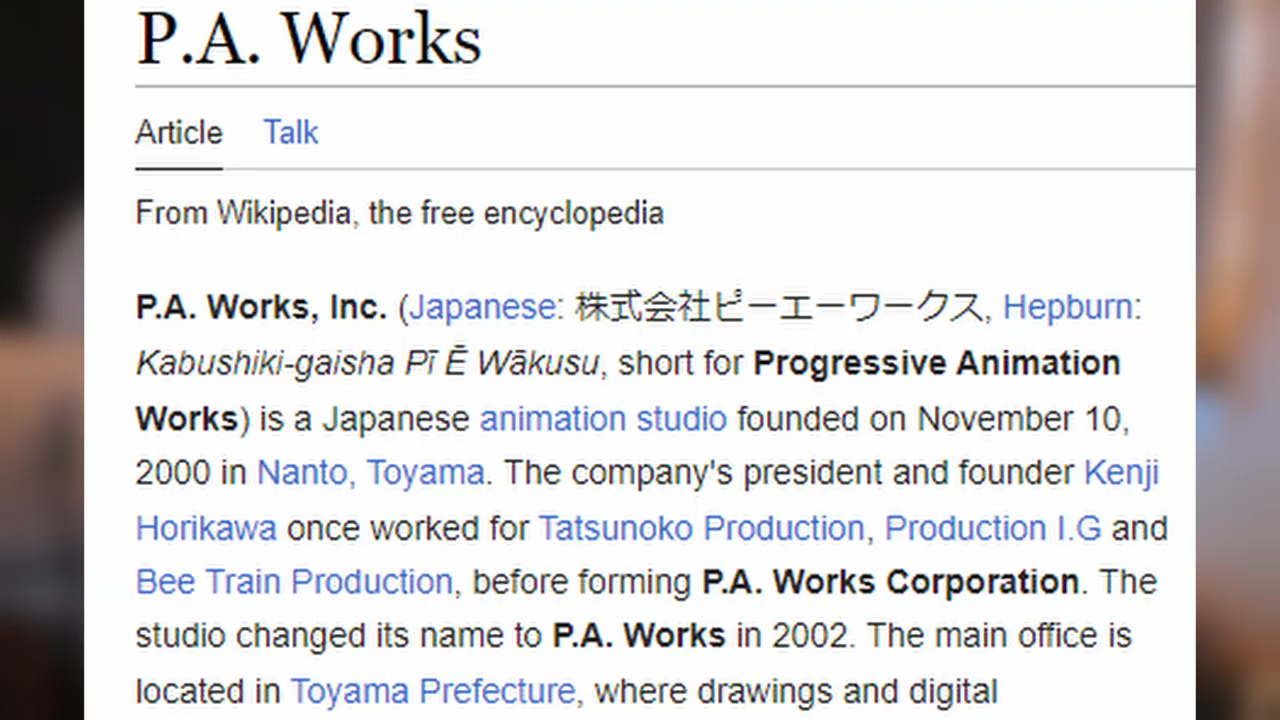 P.A. Works
Article Talk
From Wikipedia, the free encyclopedia
P.A. Works, Inc. (Japanese: 株式会社ピーエーワークス, Hepburn:
Kabushiki-gaisha Pī Ē Wākusu, short for Progressive Animation
Works) is a Japanese animation studio founded on November 10,
2000 in Nanto, Toyama. The company's president and founder Kenji
Horikawa once worked for Tatsunoko Production, Production I.G and
Bee Train Production, before forming P.A. Works Corporation. The
studio changed its name to P.A. Works in 2002. The main office is
located in Toyama Prefecture, where drawings and digital